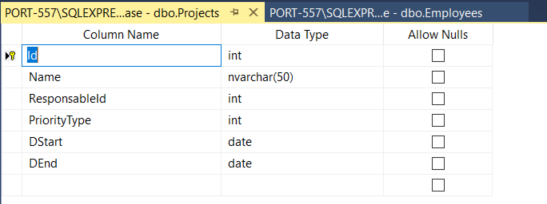 PORT-557\SQLEXPRE...ase - dbo.Projects PORT-557\SQLEXPR...e - dbo.Employees
Column Name Data Type Allow Nulls
Id int
Name nvarchar(50)
ResponsableId int
PriorityType int
DStart date
DEnd date